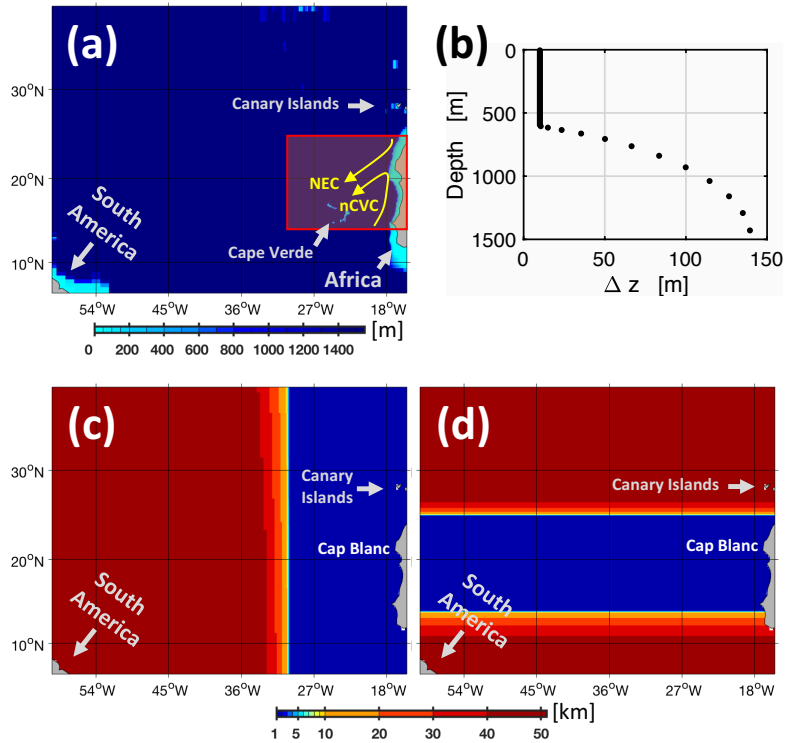 (a)
30°N
20°N
10°N
Canary Islands
NEC
nCVC
Cape Verde
South
America
Africa
54°W
45°W
36°W
27°W
18°W
0
200
400
600
800
1000
1200
1400
[m]
(b)
0
500
1000
1500
Depth [m]
0
50
100
150
Δ z [m]
(c)
30°N
20°N
10°N
Canary
Islands
Cap Blanc
South
America
54°W
45°W
36°W
27°W
18°W
(d)
Canary Islands
Cap Blanc
South
America
54°W
45°W
36°W
27°W
18°W
1
5
10
20
30
40
50
[km]